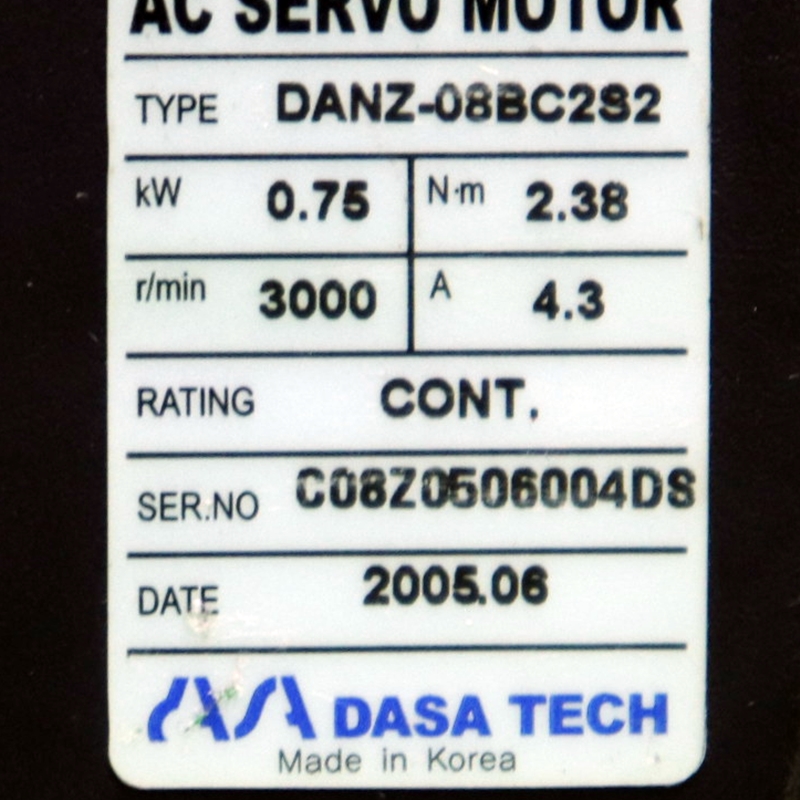 AC SERVO MOTOR
TYPE DANZ-08BC2S2
kW 0.75 N·m 2.38
r/min 3000 A 4.3
RATING CONT.
SER.NO C08Z0506004DS
DATE 2005.06
DASA TECH
Made in Korea